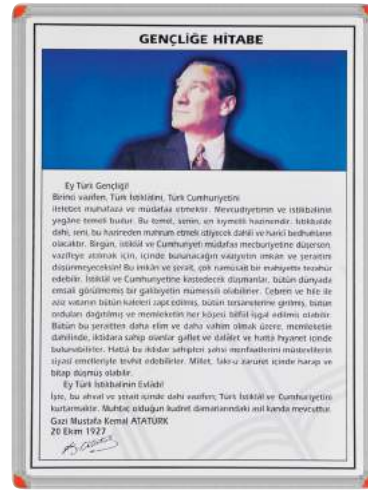 GENÇLİĞE HİTABE
Ey Türk Gençliği!
Birinci vazifen, Türk İstiklâlini, Türk Cumhuriyetini
ilelebet muhafaza ve müdafaa etmektir. Mevcudiyetinin ve istikbalinin
yegâne temeli budur. Bu temel, senin, en kıymetli hazinendir. İstikbalde
dahi, seni, bu hazineden mahrum etmek isteyecek dahilî ve haricî bedhahların
olacaktır. Birgün, istiklâl ve Cumhuriyeti müdafaa mecburiyetine düşersen,
vazifeye atılmak için, içinde bulunacağın vaziyetin imkân ve şeraitini
düşünmeyeceksin! Bu imkân ve şerait, çok namüsait bir mahiyette tezahür
edebilir. İstiklâl ve Cumhuriyetine kastedecek düşmanlar, bütün dünyada
emsali görülmemiş bir galibiyetin mümessili olabilirler. Cebren ve hile ile
aziz vatanın bütün kaleleri zapt edilmiş, bütün tersanelerine girilmiş, bütün
orduları dağıtılmış ve memleketin her köşesi bilfiil işgal edilmiş olabilir.
Bütün bu şeraitten daha elim ve daha vahim olmak üzere, memleketin
dahilinde, iktidara sahip olanlar gaflet ve dalâlet ve hattâ hıyanet içinde
bulunabilirler. Hattâ bu iktidar sahipleri şahsî menfaatlerini müstevlilerin
siyasî emelleriyle tevhit edebilirler. Millet, fakr-u zaruret içinde harap ve
bitap düşmüş olabilir.
Ey Türk İstikbalinin Evlâdı!
İşte, bu ahval ve şerait içinde dahi vazifen, Türk İstiklâl ve Cumhuriyetini
kurtarmaktır. Muhtaç olduğun kudret damarlarındaki asil kanda mevcuttur.
Gazi Mustafa Kemal ATATÜRK
20 Ekim 1927